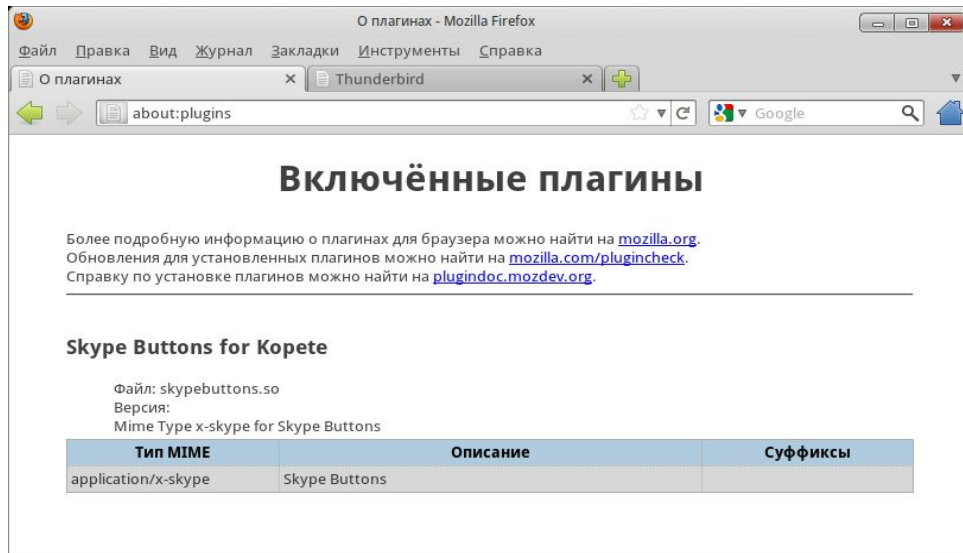 О плагинах - Mozilla Firefox
Файл Правка Вид Журнал Закладки Инструменты Справка
О плагинах Thunderbird
about:plugins Google
Включённые плагины
Более подробную информацию о плагинах для браузера можно найти на mozilla.org.
Обновления для установленных плагинов можно найти на mozilla.com/plugincheck.
Справку по установке плагинов можно найти на plugindoc.mozdev.org.
Skype Buttons for Kopete
Файл: skypebuttons.so
Версия:
Mime Type x-skype for Skype Buttons
Тип MIME Описание Суффиксы
application/x-skype Skype Buttons